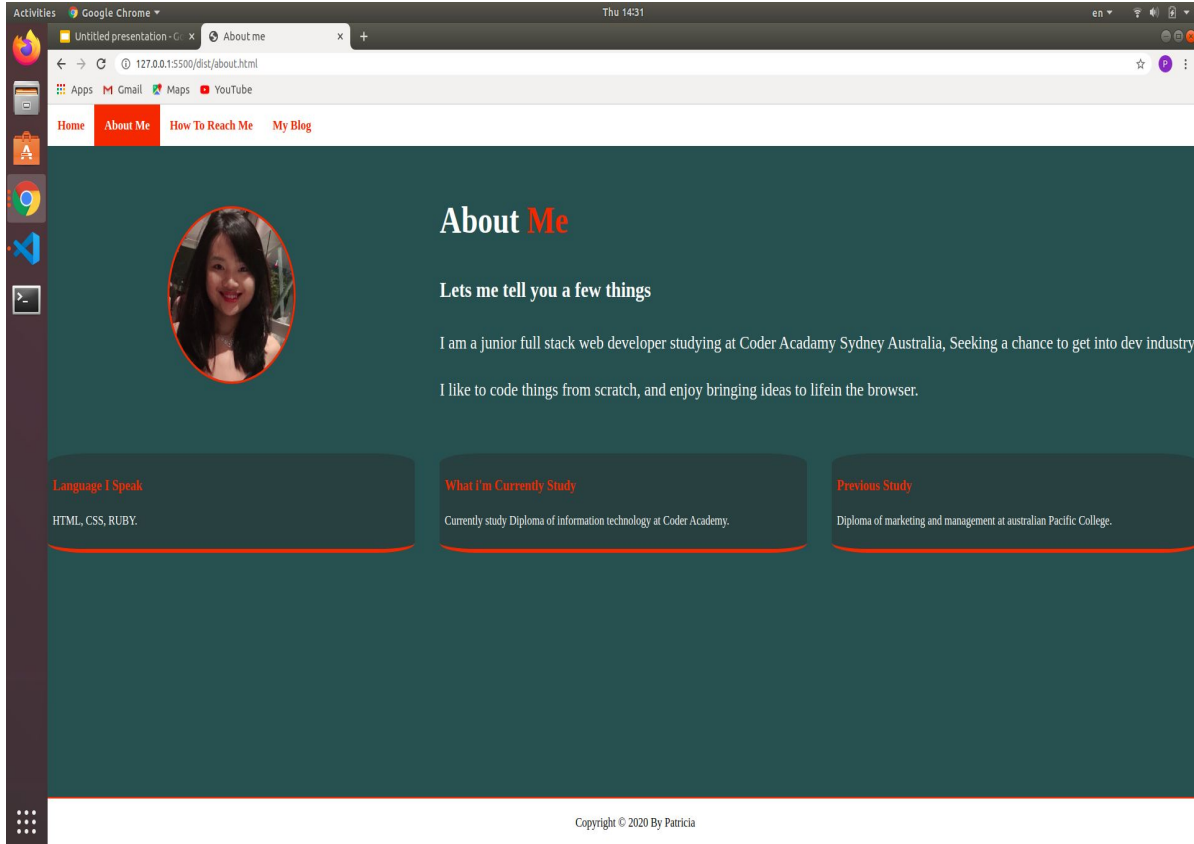 Activities Google Chrome Thu 14:31 en
About me
127.0.0.1:5500/dist/about.html P
Apps Gmail Maps YouTube
Home About Me How To Reach Me My Blog
About Me
Lets me tell you a few things
I am a junior full stack web developer studying at Coder Acadamy Sydney Australia, Seeking a chance to get into dev industry
I like to code things from scratch, and enjoy bringing ideas to lifein the browser.
Language I Speak What i'm Currently Study Previous Study
HTML, CSS, RUBY. Currently study Diploma of information technology at Coder Academy. Diploma of marketing and management at australian Pacific College.
Copyright © 2020 By Patricia